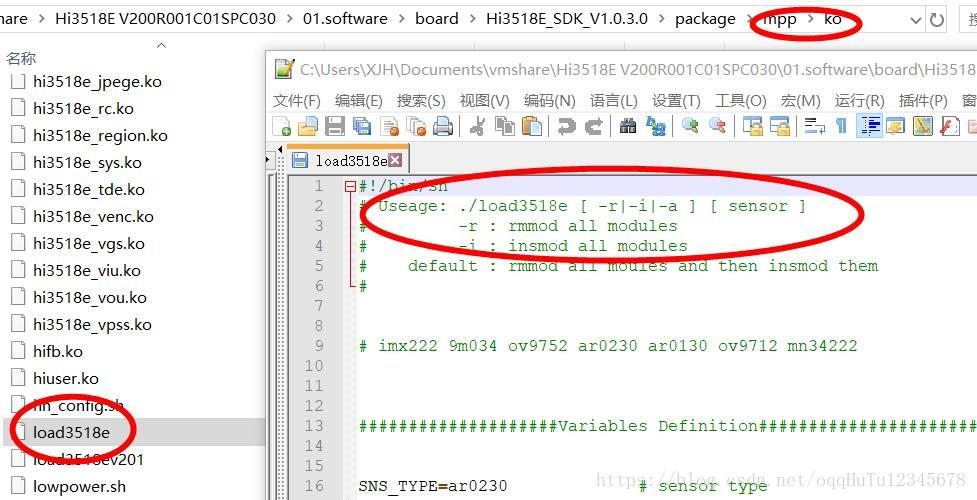 hare > Hi3518E V200R001C01SPC030 > 01.software > board > Hi3518E_SDK_V1.0.3.0 > package > mpp > ko
名称
hi3518e_jpege.ko
hi3518e_rc.ko
hi3518e_region.ko
hi3518e_sys.ko
hi3518e_tde.ko
hi3518e_venc.ko
hi3518e_vgs.ko
hi3518e_viu.ko
hi3518e_vou.ko
hi3518e_vpss.ko
hifb.ko
hiuser.ko
lin_config.sh
load3518e
load3518ev201
lowpower.sh
C:\Users\XJH\Documents\vmshare\Hi3518E V200R001C01SPC030\01.software\board\Hi3518
文件(F) 编辑(E) 搜索(S) 视图(V) 编码(N) 语言(L) 设置(T) 工具(O) 宏(M) 运行(R) 插件(P) 窗
load3518e
1 #!/bin/sh
2 # Useage: ./load3518e [ -r|-i|-a ] [ sensor ]
3 # -r : rmmod all modules
4 # -i : insmod all modules
5 # default : rmmod all moules and then insmod them
6 #
7
8
9 # imx222 9m034 ov9752 ar0230 ar0130 ov9712 mn34222
10
11
12
13 ####################Variables Definition######################
14
15
16 SNS_TYPE=ar0230 # sensor type
https://blog.csdn.net/oqqHuTu12345678